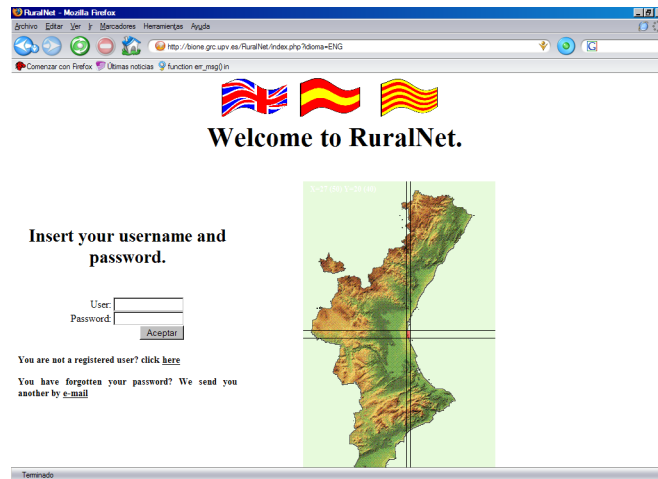 RuralNet - Mozilla Firefox
Archivo Editar Ver Ir Marcadores Herramientas Ayuda
http://bione.grc.upv.es/RuralNet/index.php?idioma=ENG
Comenzar con Firefox Últimas noticias function err_msg() in
Welcome to RuralNet.
Insert your username and
password.
User:
Password:
Aceptar
You are not a registered user? click here
You have forgotten your password? We send you
another by e-mail
Terminado